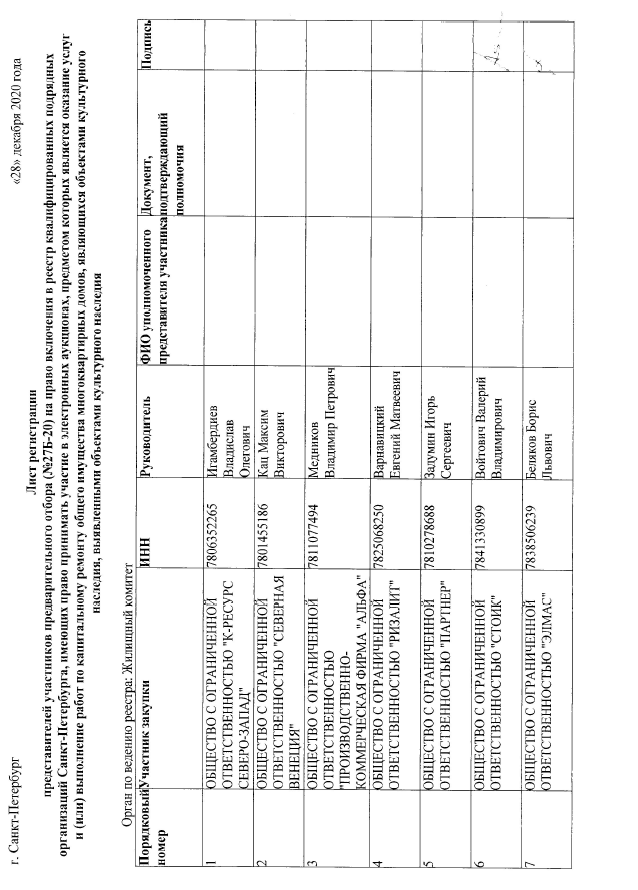 г. Санкт-Петербург «28» декабря 2020 года
Лист регистрации
представителей участников предварительного отбора (№27Б-20) на право включения в реестр квалифицированных подрядных
организаций Санкт-Петербурга, имеющих право принимать участие в электронных аукционах, предметом которых является оказание услуг
и (или) выполнение работ по капитальному ремонту общего имущества многоквартирных домов, являющихся объектами культурного
наследия, выявленными объектами культурного наследия
Орган по ведению реестра: Жилищный комитет
Порядковый Участник закупки ИНН Руководитель ФИО уполномоченного Документ, Подпись
номер представителя участника подтверждающий
полномочия
1 ОБЩЕСТВО С ОГРАНИЧЕННОЙ 7806352265 Игамбердиев
ОТВЕТСТВЕННОСТЬЮ "К-РЕСУРС Владислав
СЕВЕРО-ЗАПАД" Олегович
2 ОБЩЕСТВО С ОГРАНИЧЕННОЙ 7801455186 Кац Максим
ОТВЕТСТВЕННОСТЬЮ "СЕВЕРНАЯ Викторович
ВЕНЕЦИЯ"
3 ОБЩЕСТВО С ОГРАНИЧЕННОЙ 7811077494 Медников
ОТВЕТСТВЕННОСТЬЮ Владимир Петрович
"ПРОИЗВОДСТВЕННО-
КОММЕРЧЕСКАЯ ФИРМА "АЛЬФА"
4 ОБЩЕСТВО С ОГРАНИЧЕННОЙ 7825068250 Варнавицкий
ОТВЕТСТВЕННОСТЬЮ "РИЗАЛИТ" Евгений Матвеевич
5 ОБЩЕСТВО С ОГРАНИЧЕННОЙ 7810278688 Задумин Игорь
ОТВЕТСТВЕННОСТЬЮ "ПАРТНЕР" Сергеевич
6 ОБЩЕСТВО С ОГРАНИЧЕННОЙ 7841330899 Войтович Валерий
ОТВЕТСТВЕННОСТЬЮ "СТОИК" Владимирович
7 ОБЩЕСТВО С ОГРАНИЧЕННОЙ 7838506239 Беляков Борис
ОТВЕТСТВЕННОСТЬЮ "ЭЛМАС" Львович